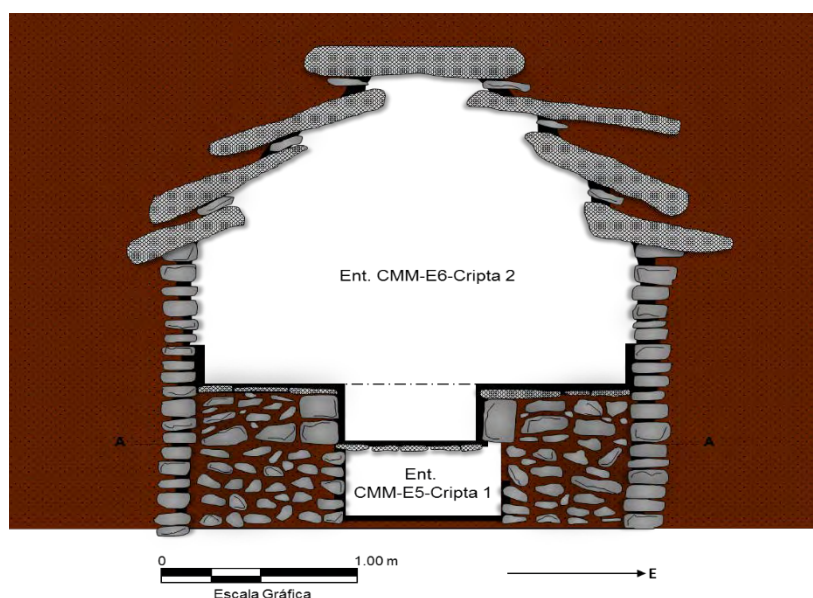 Ent. CMM-E6-Cripta 2
A
A
Ent.
CMM-E5-Cripta 1
0
1.00 m
E
Escala Gráfica